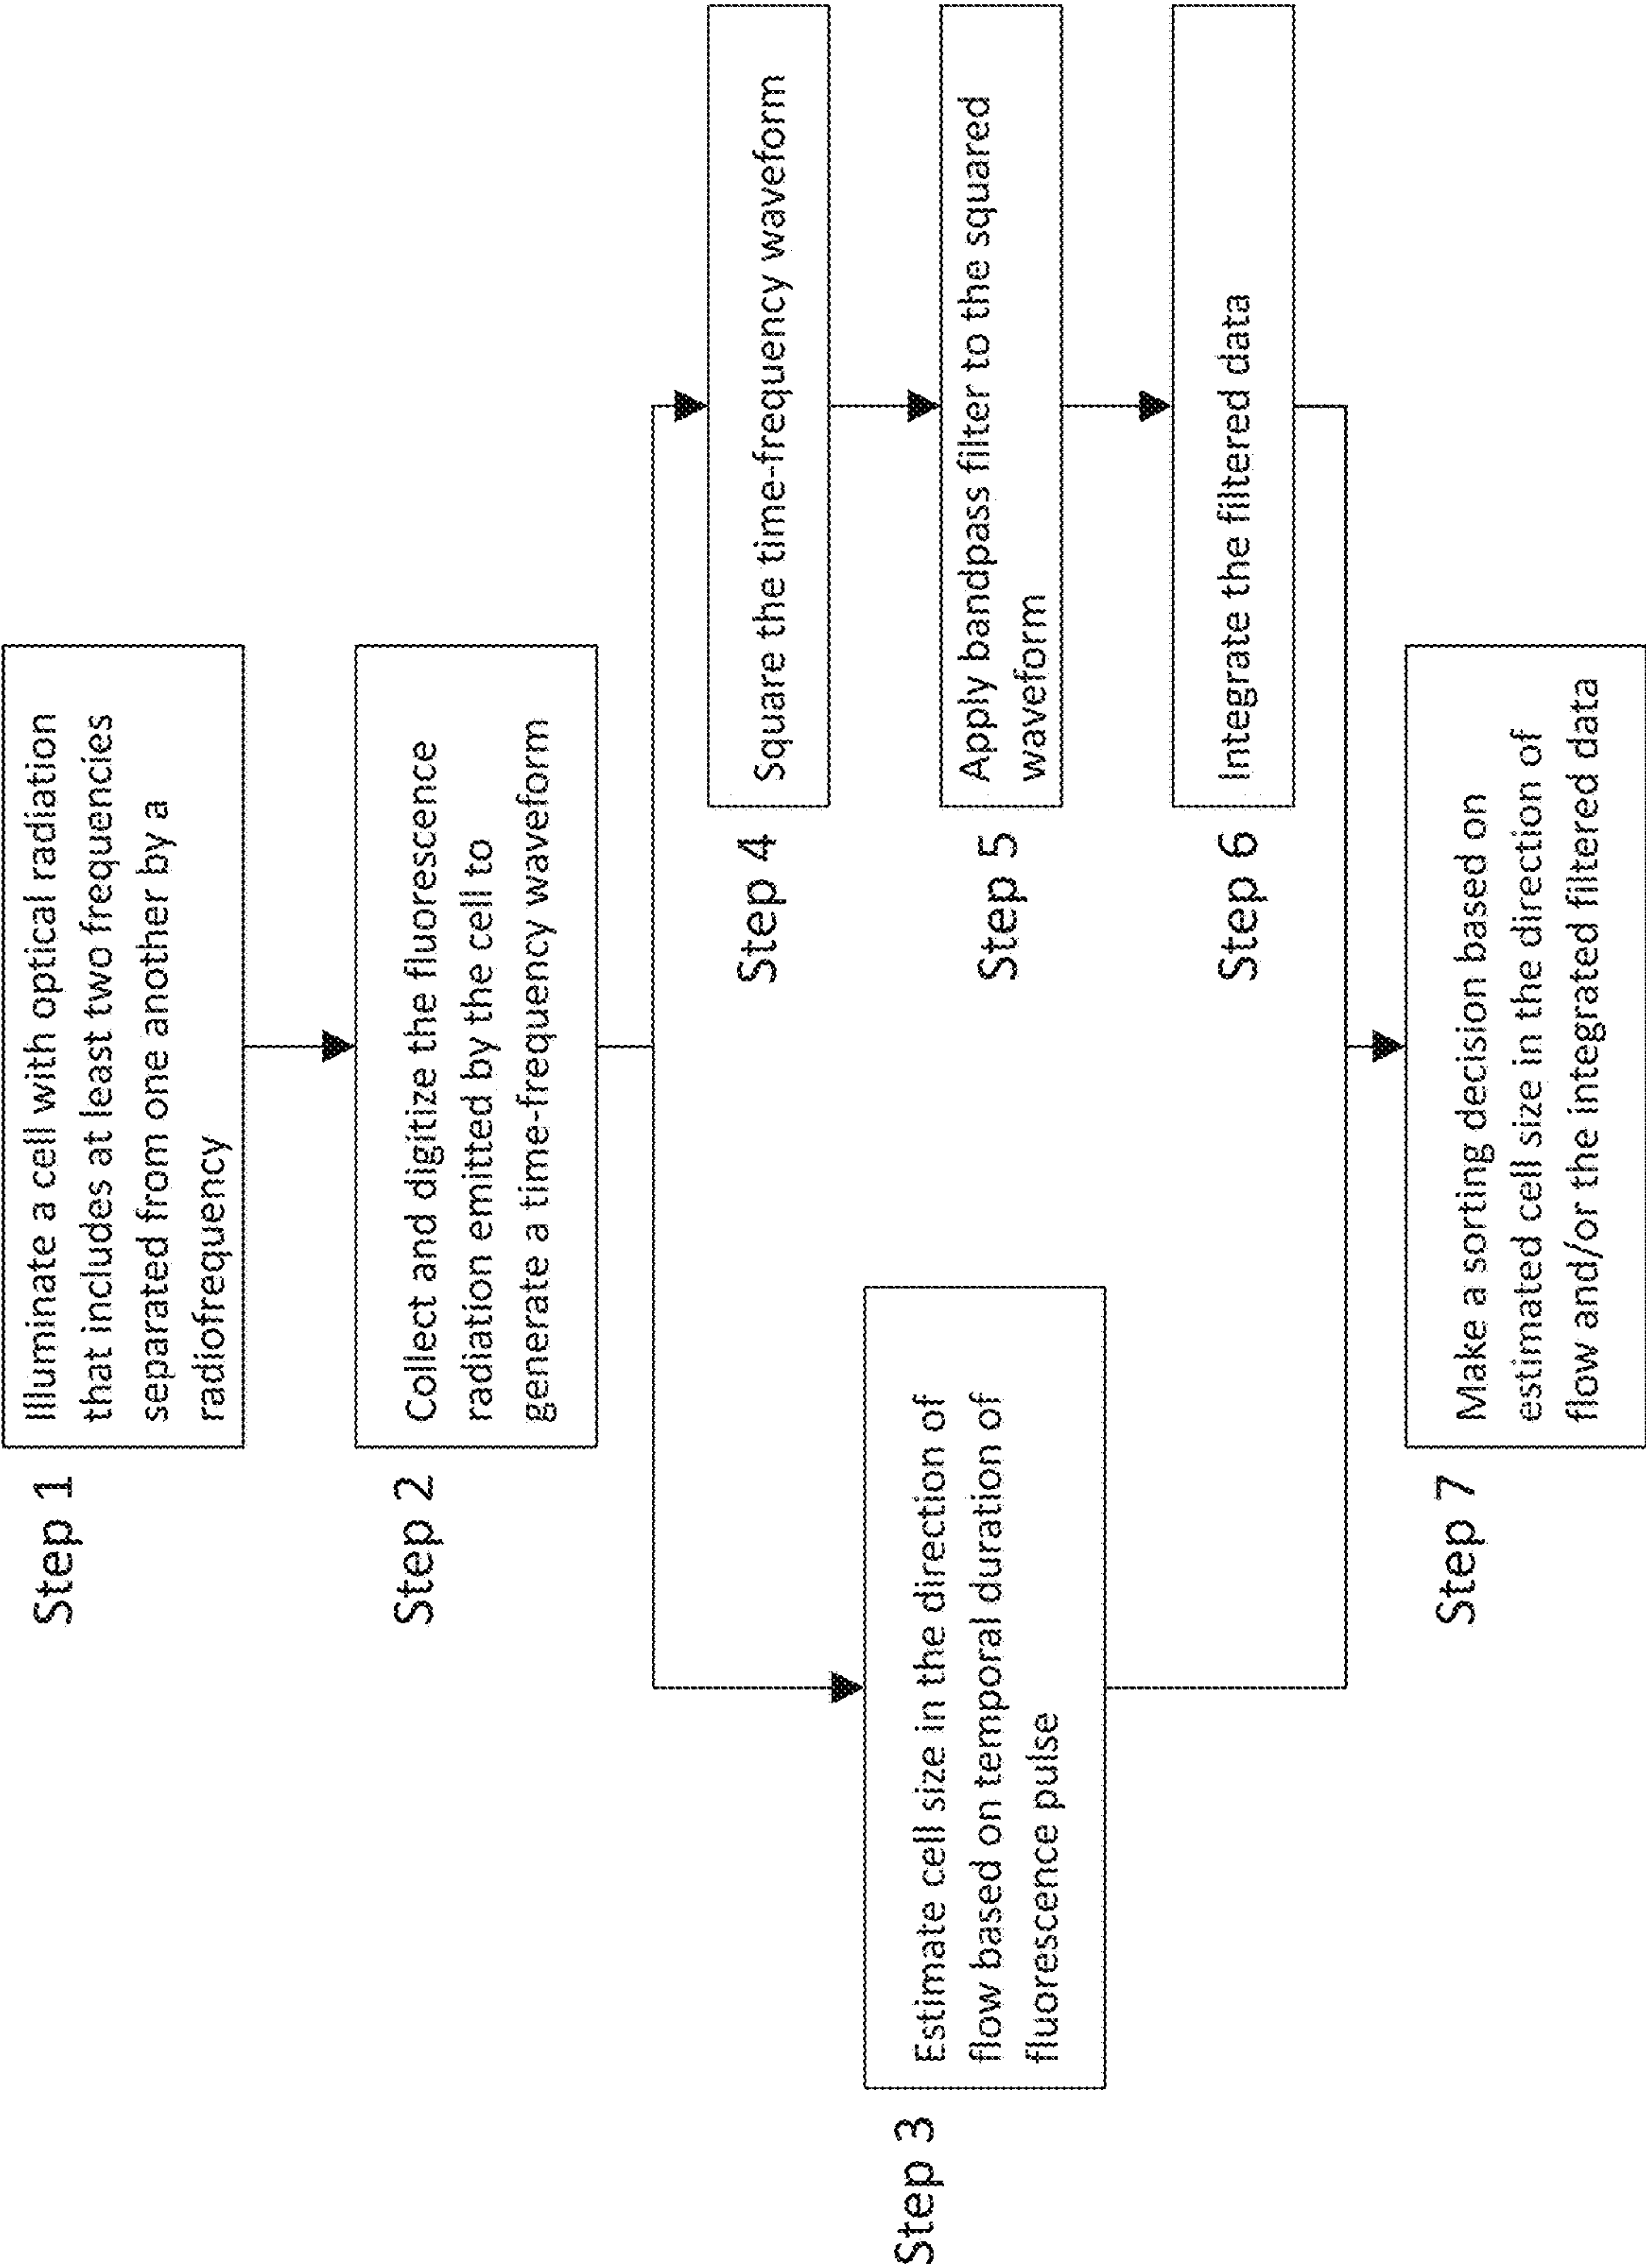 Step 1
Illuminate a cell with optical radiation
that includes at least two frequencies
separated from one another by a
radiofrequency
Step 2
Collect and digitize the fluorescence
radiation emitted by the cell to
generate a time-frequency waveform
Step 3
Estimate cell size in the direction of
flow based on temporal duration of
fluorescence pulse
Step 4
Square the time-frequency waveform
Step 5
Apply bandpass filter to the squared
waveform
Step 6
Integrate the filtered data
Step 7
Make a sorting decision based on
estimated cell size in the direction of
flow and/or the integrated filtered data